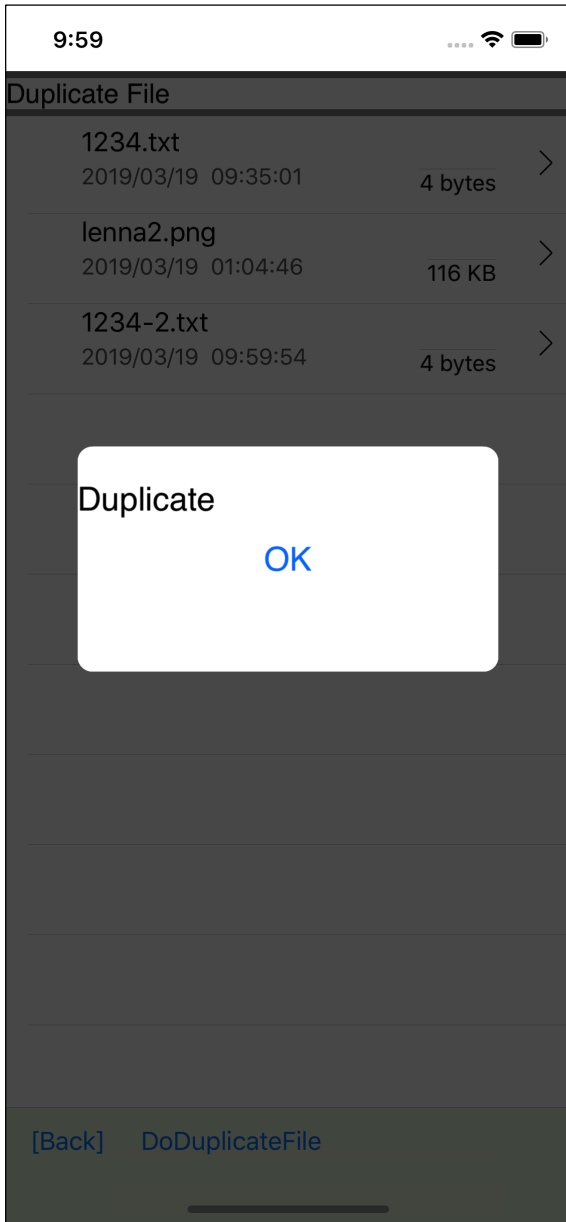 9:59
Duplicate File
1234.txt
2019/03/19 09:35:01 4 bytes
lenna2.png
2019/03/19 01:04:46 116 KB
1234-2.txt
2019/03/19 09:59:54 4 bytes
Duplicate
OK
[Back] DoDuplicateFile